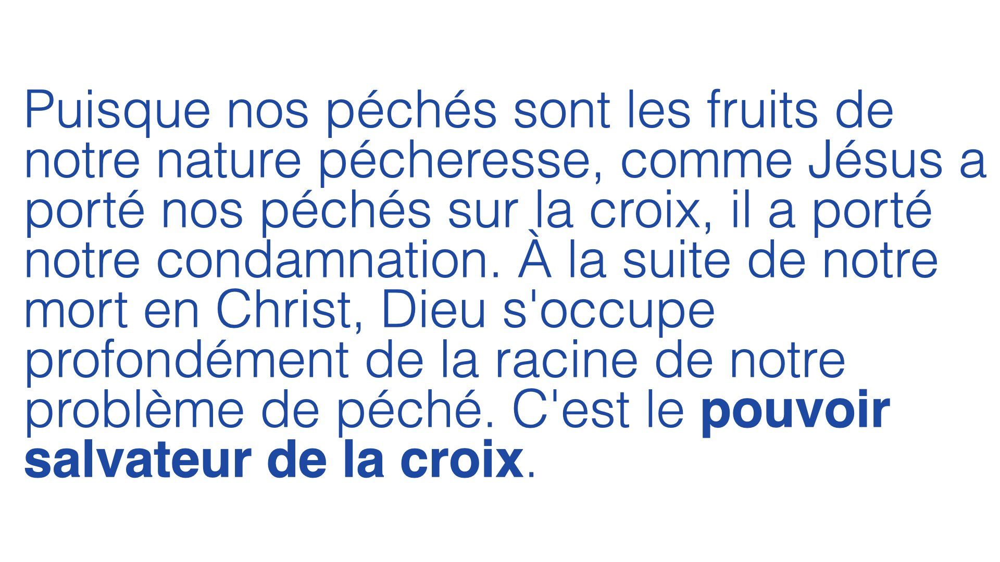 Puisque nos péchés sont les fruits de
notre nature pécheresse, comme Jésus a
porté nos péchés sur la croix, il a porté
notre condamnation. À la suite de notre
mort en Christ, Dieu s'occupe
profondément de la racine de notre
problème de péché. C'est le pouvoir
salvateur de la croix.